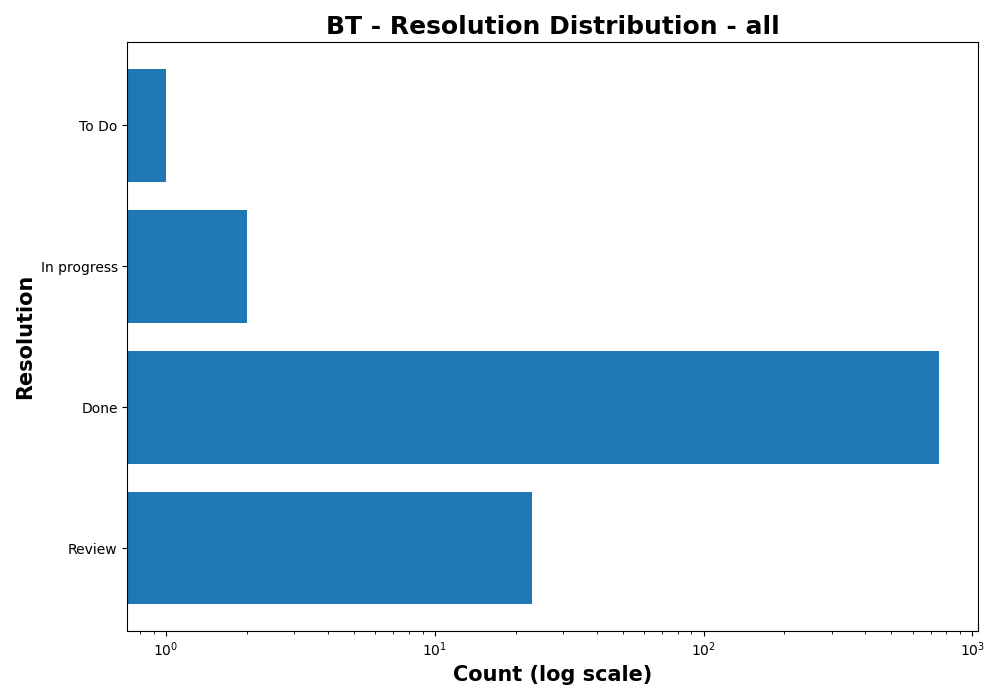 BT - Resolution Distribution - all
Resolution
To Do
In progress
Done
Review
10⁰ 10¹ 10² 10³
Count (log scale)